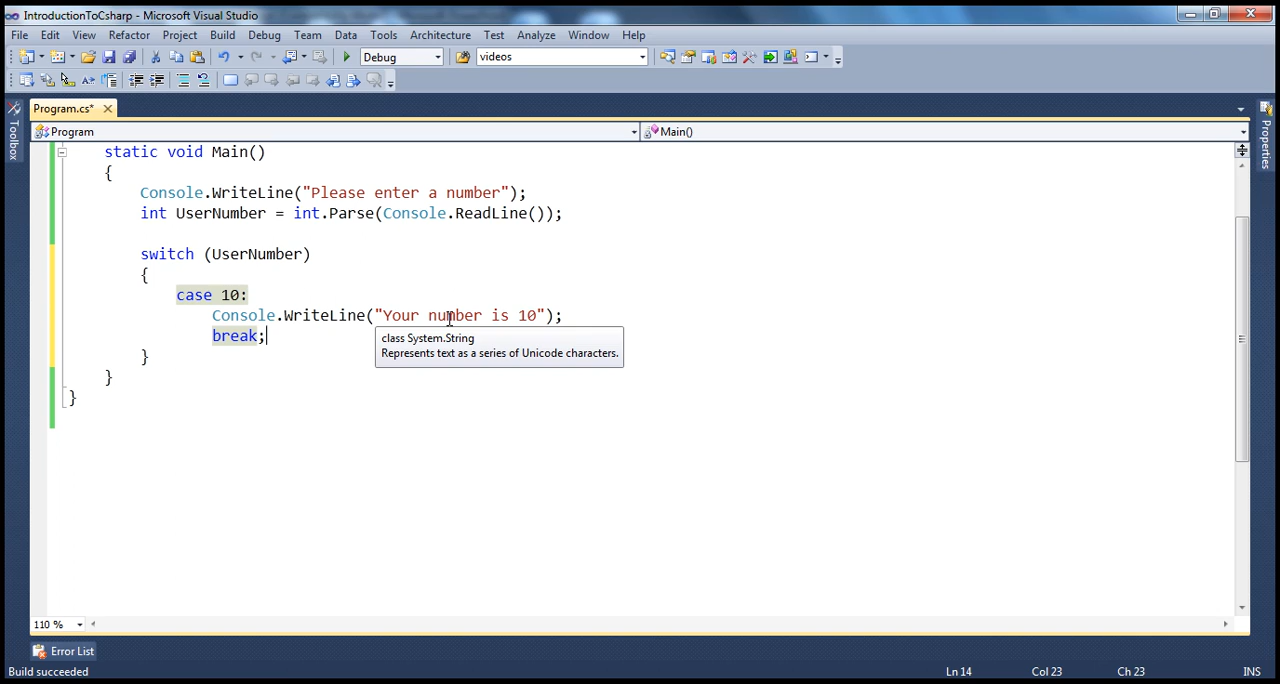 IntroductionToCsharp - Microsoft Visual Studio
File Edit View Refactor Project Build Debug Team Data Tools Architecture Test Analyze Window Help
Debug videos
Program.cs*
Toolbox
Properties
Program Main()
static void Main()
{
Console.WriteLine("Please enter a number");
int UserNumber = int.Parse(Console.ReadLine());
switch (UserNumber)
{
case 10:
Console.WriteLine("Your number is 10");
break;
class System.String
Represents text as a series of Unicode characters.
}
}
}
110 %
Error List
Build succeeded Ln 14 Col 23 Ch 23 INS